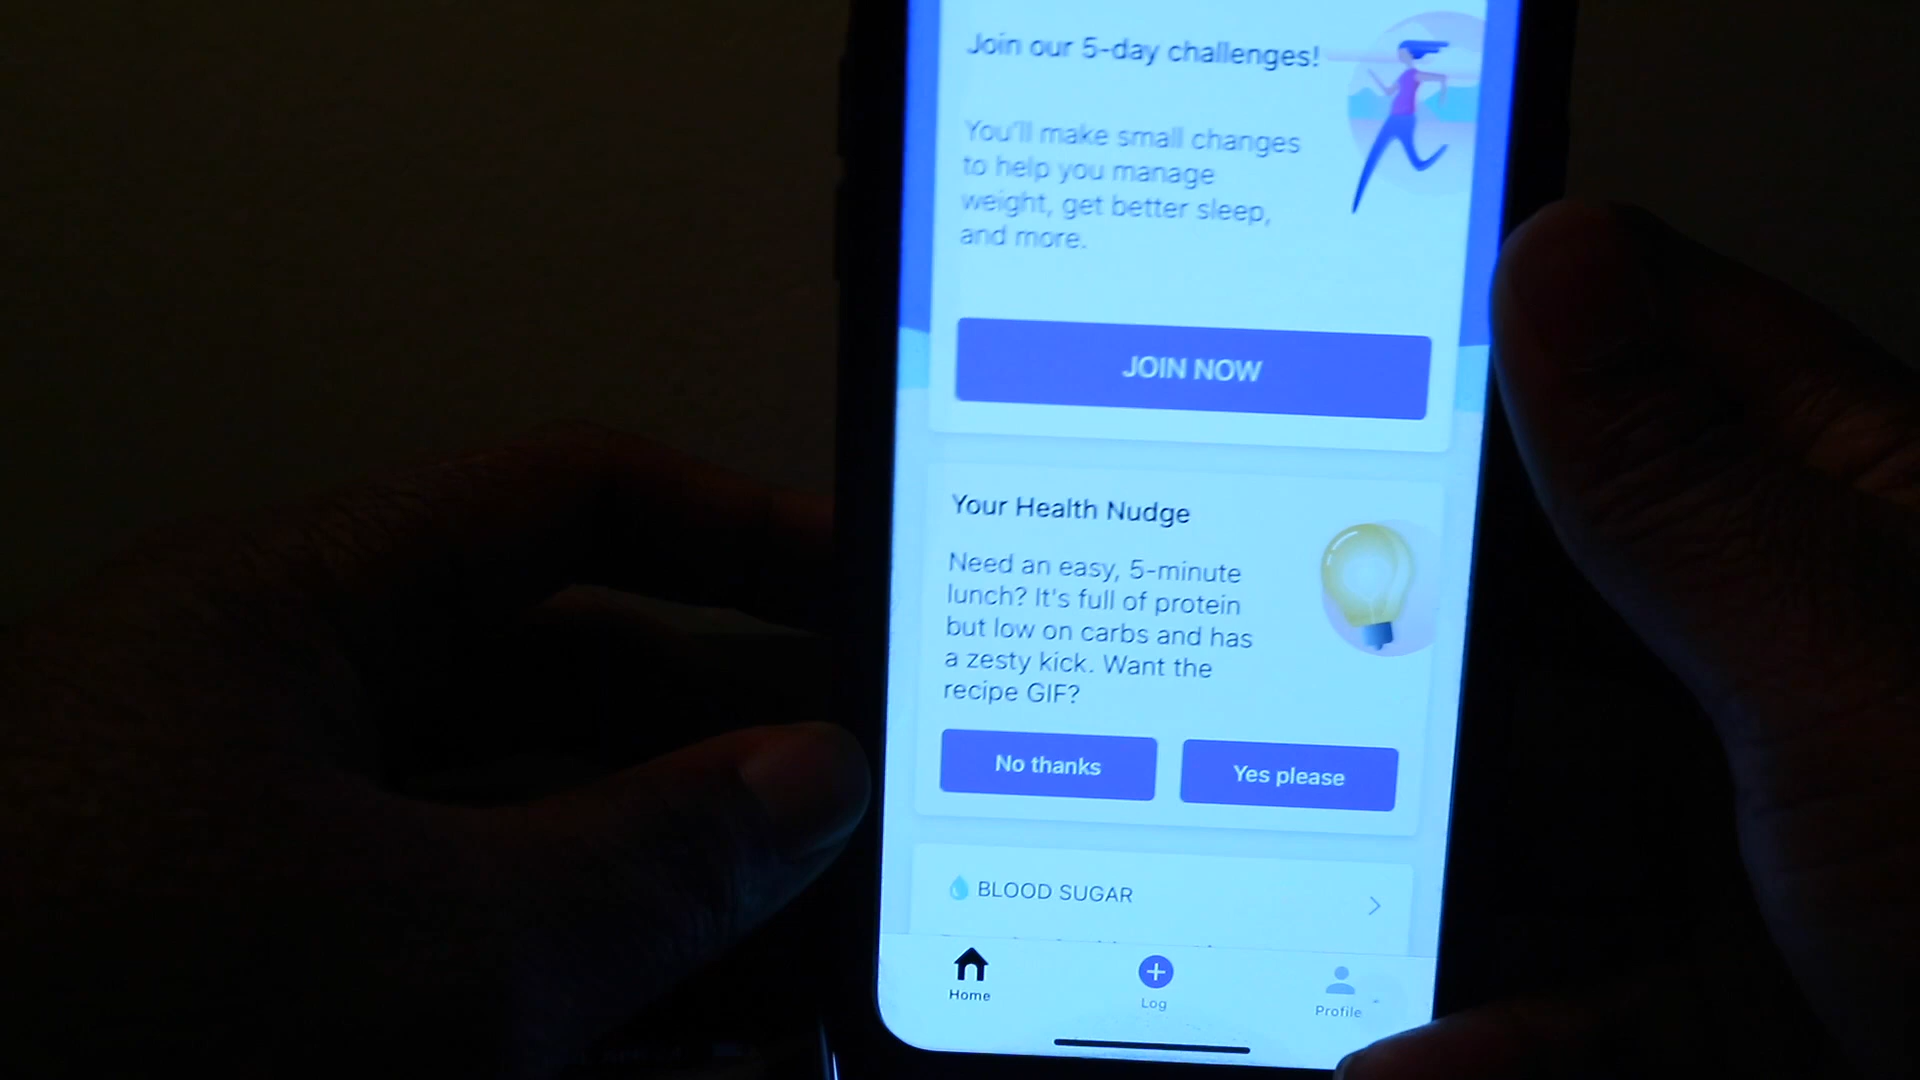 Join our 5-day challenges!
You'll make small changes
to help you manage
weight, get better sleep,
and more.
JOIN NOW
Your Health Nudge
Need an easy, 5-minute
lunch? It's full of protein
but low on carbs and has
a zesty kick. Want the
recipe GIF?
No thanks
Yes please
BLOOD SUGAR
Home
Log
Profile